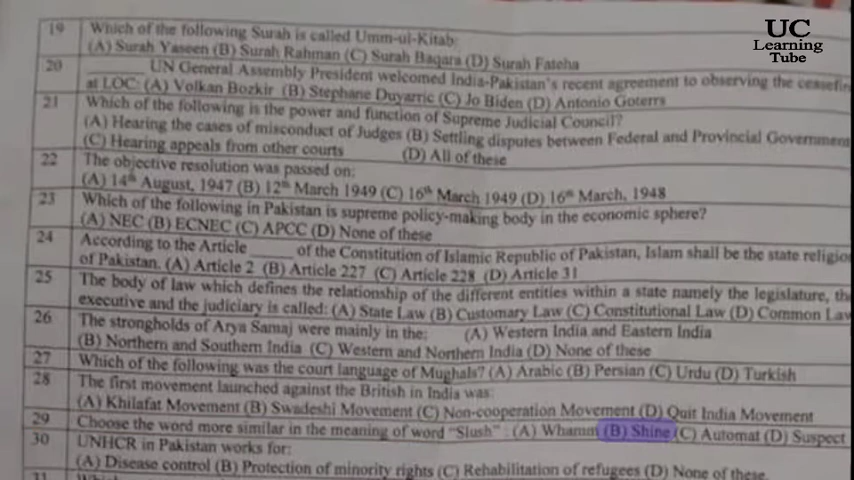 UC
Learning
Tube
19 Which of the following Surah is called Umm-ul-Kitab:
(A) Surah Yaseen (B) Surah Rahman (C) Surah Baqara (D) Surah Fateha
20 ______ UN General Assembly President welcomed India-Pakistan's recent agreement to observing the ceasefir
at LOC: (A) Volkan Bozkir (B) Stephane Duyarric (C) Jo Biden (D) Antonio Goterrs
21 Which of the following is the power and function of Supreme Judicial Council?
(A) Hearing the cases of misconduct of Judges (B) Settling disputes between Federal and Provincial Government
(C) Hearing appeals from other courts (D) All of these
22 The objective resolution was passed on:
(A) 14th August, 1947 (B) 12th March 1949 (C) 16th March 1949 (D) 16th March, 1948
23 Which of the following in Pakistan is supreme policy-making body in the economic sphere?
(A) NEC (B) ECNEC (C) APCC (D) None of these
24 According to the Article ______ of the Constitution of Islamic Republic of Pakistan, Islam shall be the state religio
of Pakistan. (A) Article 2 (B) Article 227 (C) Article 228 (D) Article 31
25 The body of law which defines the relationship of the different entities within a state namely the legislature, the
executive and the judiciary is called: (A) State Law (B) Customary Law (C) Constitutional Law (D) Common Law
26 The strongholds of Arya Samaj were mainly in the: (A) Western India and Eastern India
(B) Northern and Southern India (C) Western and Northern India (D) None of these
27 Which of the following was the court language of Mughals? (A) Arabic (B) Persian (C) Urdu (D) Turkish
28 The first movement launched against the British in India was:
(A) Khilafat Movement (B) Swadeshi Movement (C) Non-cooperation Movement (D) Quit India Movement
29 Choose the word more similar in the meaning of word "Slush" : (A) Whamm (B) Shine (C) Automat (D) Suspect
30 UNHCR in Pakistan works for:
(A) Disease control (B) Protection of minority rights (C) Rehabilitation of refugees (D) None of these.
31 Which